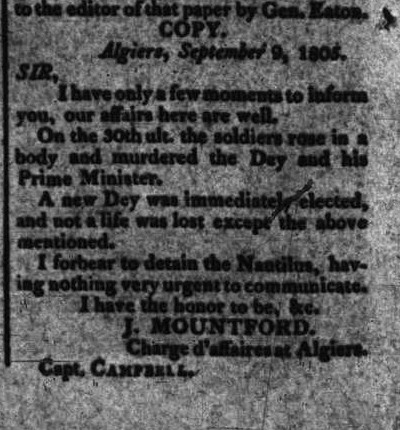 to the editor of that paper by Gen. Eaton.
COPY.
Algiers, September 9, 1805.
SIR,
I have only a few moments to inform
you, our affairs here are well.
On the 30th ult. the soldiers rose in a
body and murdered the Dey and his
Prime Minister.
A new Dey was immediately elected,
and not a life was lost except the above
mentioned.
I forbear to detain the Nautilus, hav-
ing nothing very urgent to communicate.
I have the honor to be, &c.
J. MOUNTFORD.
Charge d'affaires at Algiers.
Capt. CAMPBELL.